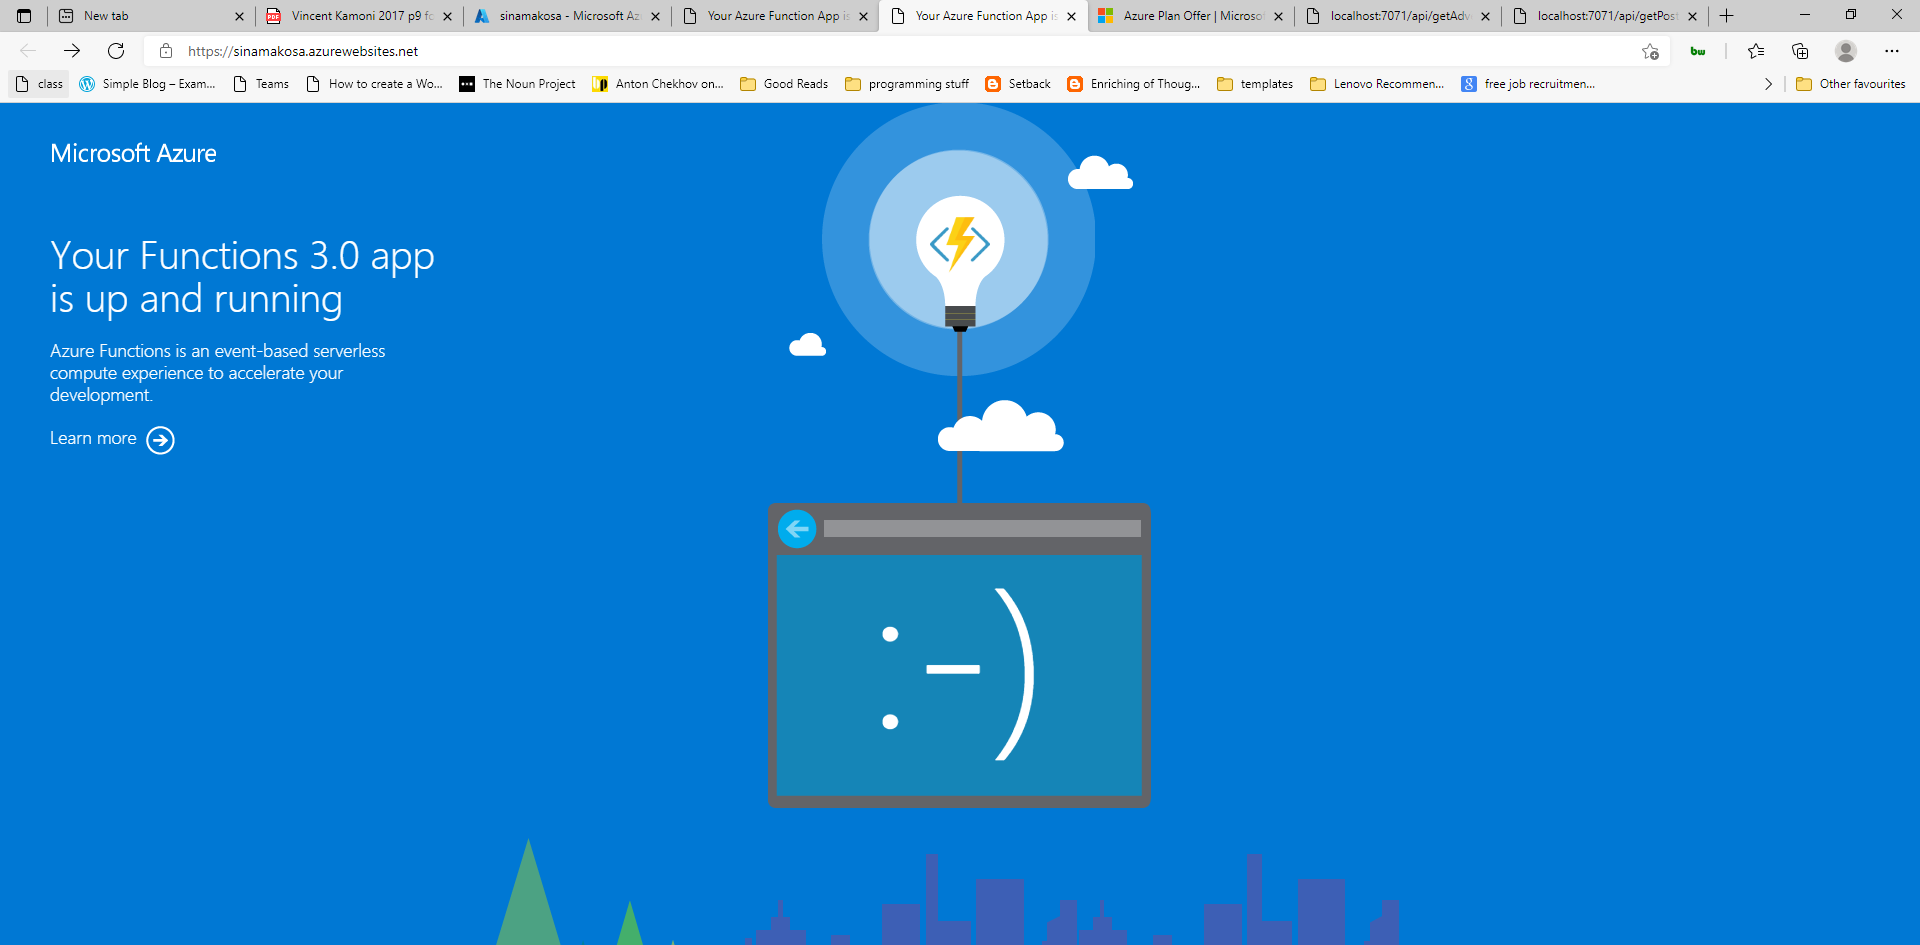 New tab
Vincent Kamoni 2017 p9 fo
sinamakosa - Microsoft Az
Your Azure Function App is
Your Azure Function App is
Azure Plan Offer | Microsof
localhost:7071/api/getAdv
localhost:7071/api/getPost
https://sinamakosa.azurewebsites.net
bw
class
Simple Blog – Exam...
Teams
How to create a Wo...
The Noun Project
Anton Chekhov on...
Good Reads
programming stuff
Setback
Enriching of Thoug...
templates
Lenovo Recommen...
free job recruitmen...
Other favourites
Microsoft Azure
Your Functions 3.0 app
is up and running
Azure Functions is an event-based serverless
compute experience to accelerate your
development.
Learn more
:-)